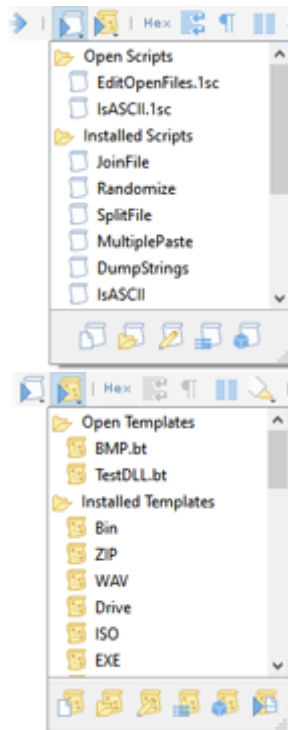 Hex
Open Scripts
EditOpenFiles.1sc
IsASCII.1sc
Installed Scripts
JoinFile
Randomize
SplitFile
MultiplePaste
DumpStrings
IsASCII
Hex
Open Templates
BMP.bt
TestDLL.bt
Installed Templates
Bin
ZIP
WAV
Drive
ISO
EXE